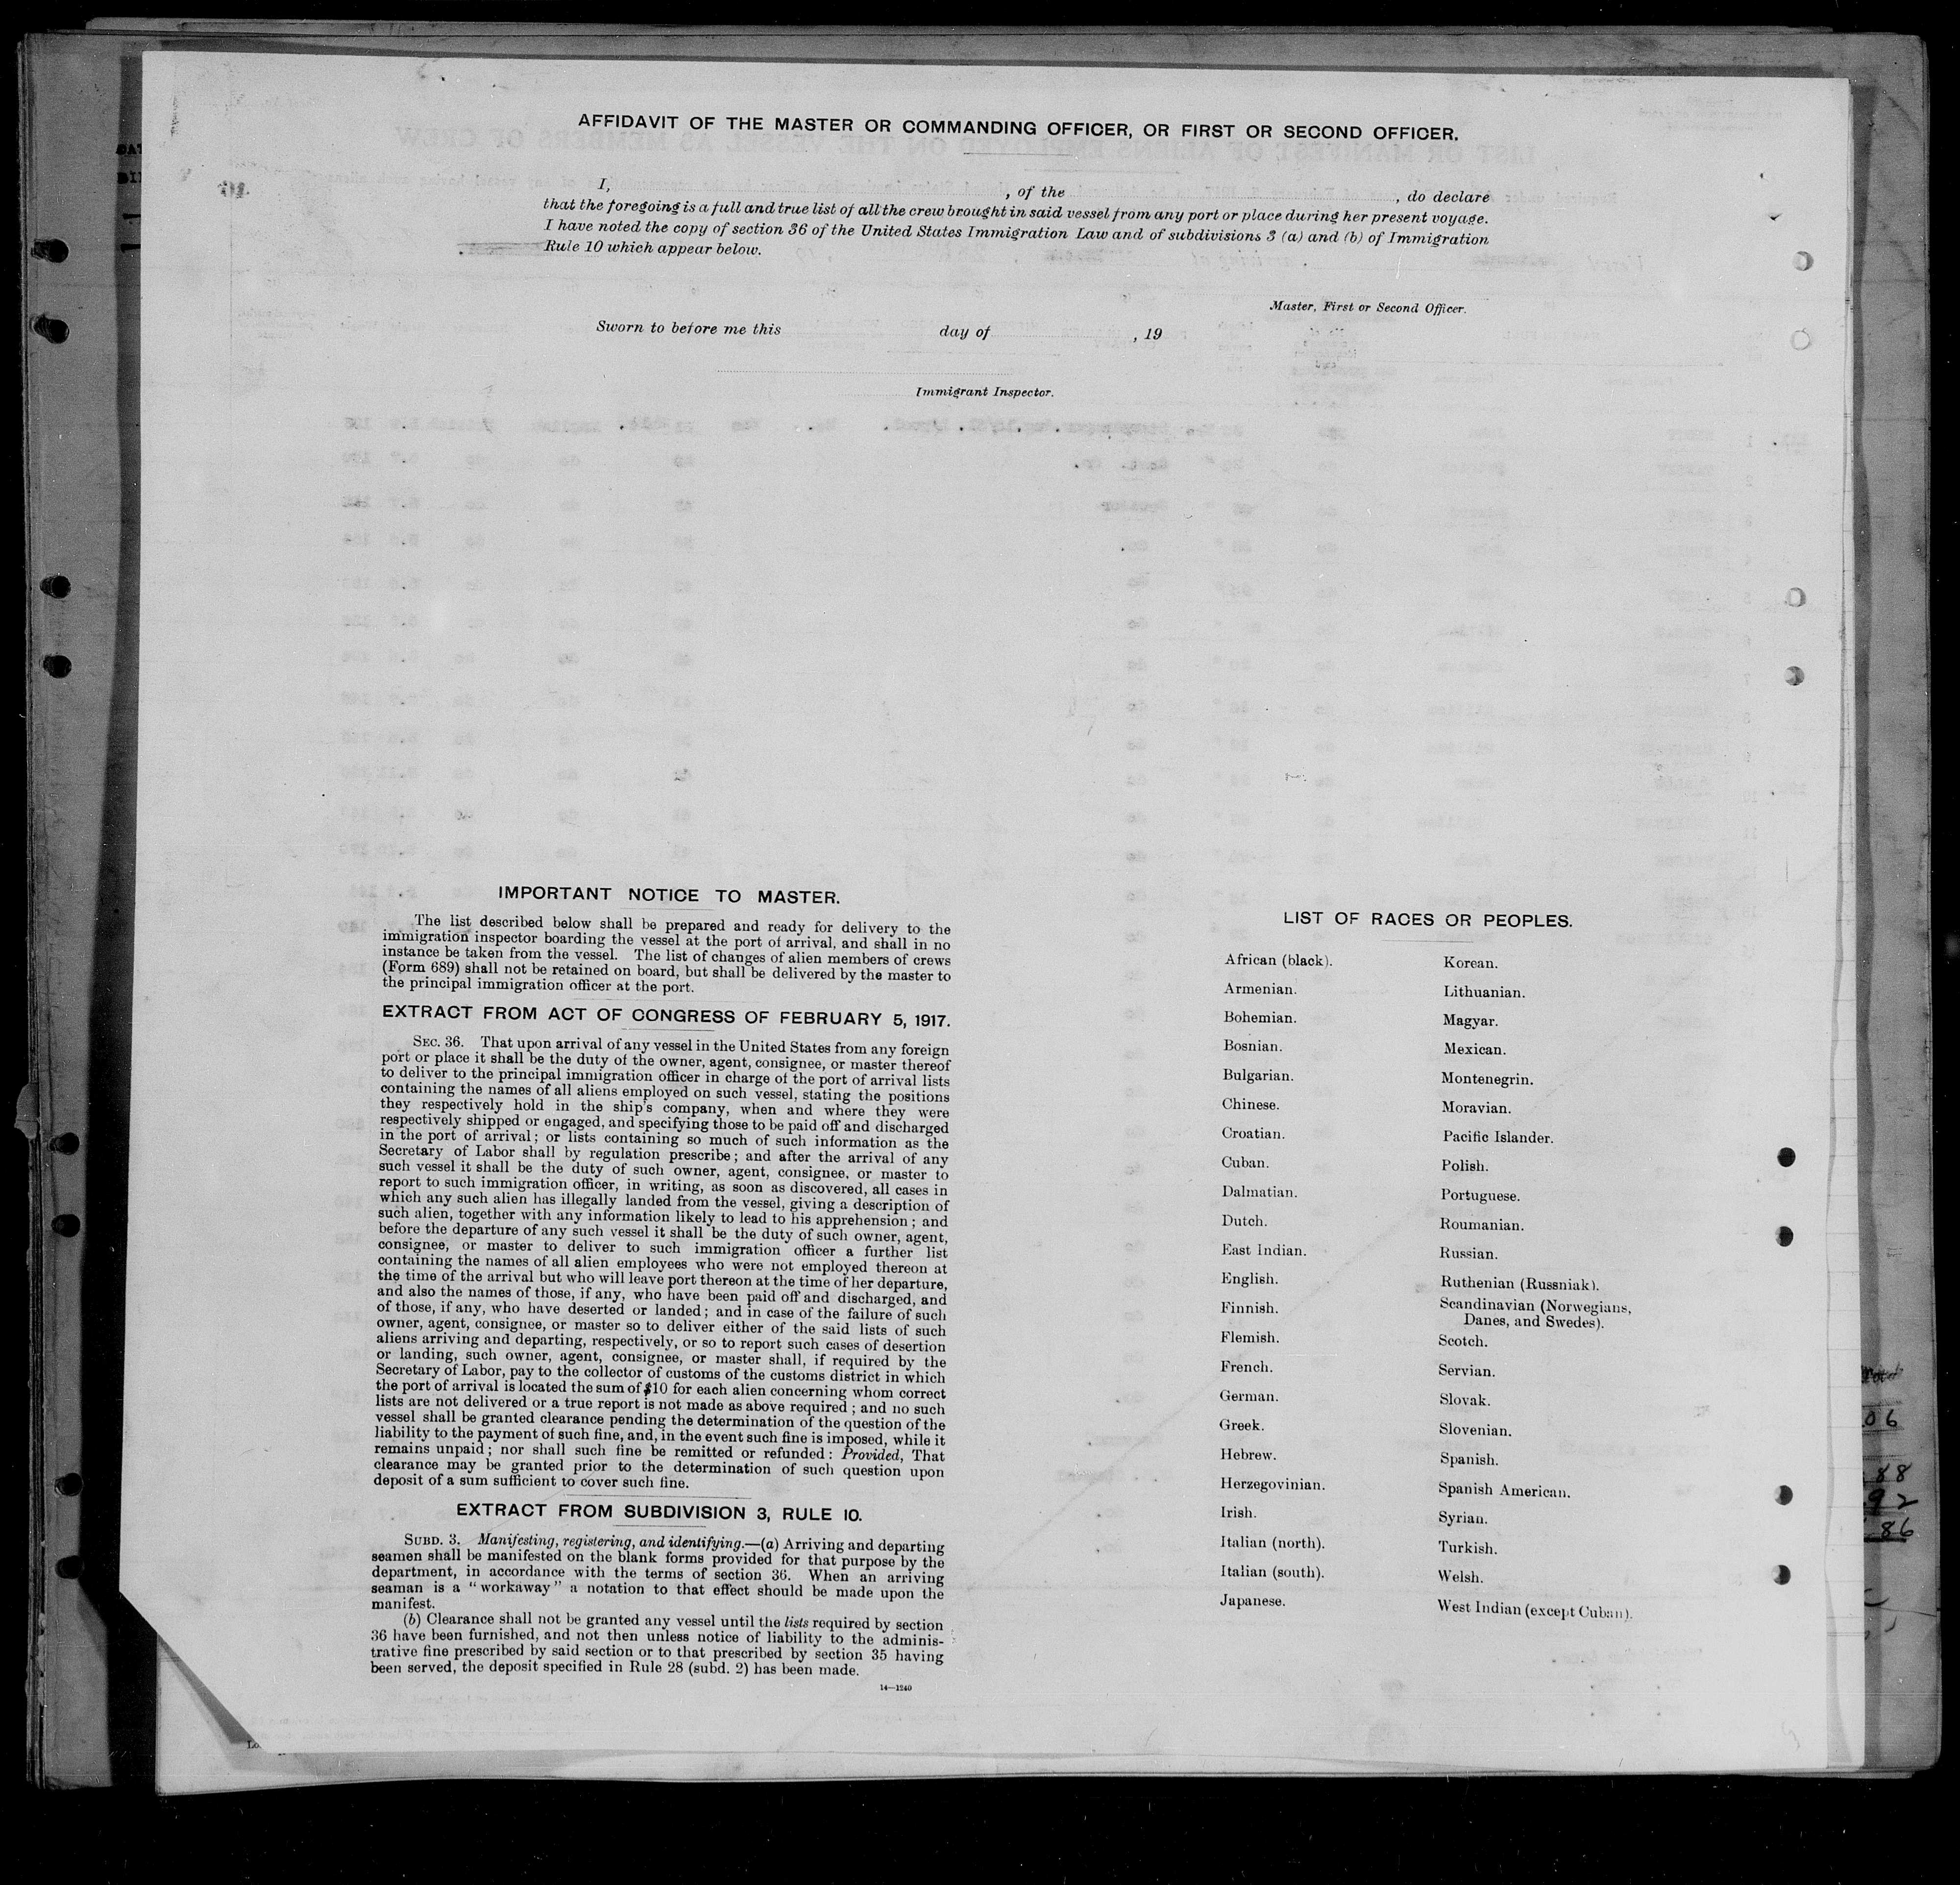 AFFIDAVIT OF THE MASTER OR COMMANDING OFFICER, OR FIRST OR SECOND OFFICER.
I, , of the , do declare
that the foregoing is a full and true list of all the crew brought in said vessel from any port or place during her present voyage.
I have noted the copy of section 36 of the United States Immigration Law and of subdivisions 3 (a) and (b) of Immigration
Rule 10 which appear below.
Master, First or Second Officer.
Sworn to before me this day of , 19
Immigrant Inspector.
IMPORTANT NOTICE TO MASTER.
The list described below shall be prepared and ready for delivery to the
immigration inspector boarding the vessel at the port of arrival, and shall in no
instance be taken from the vessel. The list of changes of alien members of crews
(Form 689) shall not be retained on board, but shall be delivered by the master to
the principal immigration officer at the port.
EXTRACT FROM ACT OF CONGRESS OF FEBRUARY 5, 1917.
SEC. 36. That upon arrival of any vessel in the United States from any foreign
port or place it shall be the duty of the owner, agent, consignee, or master thereof
to deliver to the principal immigration officer in charge of the port of arrival lists
containing the names of all aliens employed on such vessel, stating the positions
they respectively hold in the ship's company, when and where they were
respectively shipped or engaged, and specifying those to be paid off and discharged
in the port of arrival; or lists containing so much of such information as the
Secretary of Labor shall by regulation prescribe; and after the arrival of any
such vessel it shall be the duty of such owner, agent, consignee, or master to
report to such immigration officer, in writing, as soon as discovered, all cases in
which any such alien has illegally landed from the vessel, giving a description of
such alien, together with any information likely to lead to his apprehension; and
before the departure of any such vessel it shall be the duty of such owner, agent,
consignee, or master to deliver to such immigration officer a further list
containing the names of all alien employees who were not employed thereon at
the time of the arrival but who will leave port thereon at the time of her departure,
and also the names of those, if any, who have been paid off and discharged, and
of those, if any, who have deserted or landed; and in case of the failure of such
owner, agent, consignee, or master so to deliver either of the said lists of such
aliens arriving and departing, respectively, or so to report such cases of desertion
or landing, such owner, agent, consignee, or master shall, if required by the
Secretary of Labor, pay to the collector of customs of the customs district in which
the port of arrival is located the sum of $10 for each alien concerning whom correct
lists are not delivered or a true report is not made as above required; and no such
vessel shall be granted clearance pending the determination of the question of the
liability to the payment of such fine, and, in the event such fine is imposed, while it
remains unpaid; nor shall such fine be remitted or refunded: Provided, That
clearance may be granted prior to the determination of such question upon
deposit of a sum sufficient to cover such fine.
EXTRACT FROM SUBDIVISION 3, RULE 10.
SUBD. 3. Manifesting, registering, and identifying.—(a) Arriving and departing
seamen shall be manifested on the blank forms provided for that purpose by the
department, in accordance with the terms of section 36. When an arriving
seaman is a "workaway" a notation to that effect should be made upon the
manifest.
(b) Clearance shall not be granted any vessel until the lists required by section
36 have been furnished, and not then unless notice of liability to the adminis-
trative fine prescribed by said section or to that prescribed by section 35 having
been served, the deposit specified in Rule 28 (subd. 2) has been made.
14—1240
LIST OF RACES OR PEOPLES.
African (black).
Armenian.
Bohemian.
Bosnian.
Bulgarian.
Chinese.
Croatian.
Cuban.
Dalmatian.
Dutch.
East Indian.
English.
Finnish.
Flemish.
French.
German.
Greek.
Hebrew.
Herzegovinian.
Irish.
Italian (north).
Italian (south).
Japanese.
Korean.
Lithuanian.
Magyar.
Mexican.
Montenegrin.
Moravian.
Pacific Islander.
Polish.
Portuguese.
Roumanian.
Russian.
Ruthenian (Russniak).
Scandinavian (Norwegians,
Danes, and Swedes).
Scotch.
Servian.
Slovak.
Slovenian.
Spanish.
Spanish American.
Syrian.
Turkish.
Welsh.
West Indian (except Cuban).
06
88
92
86